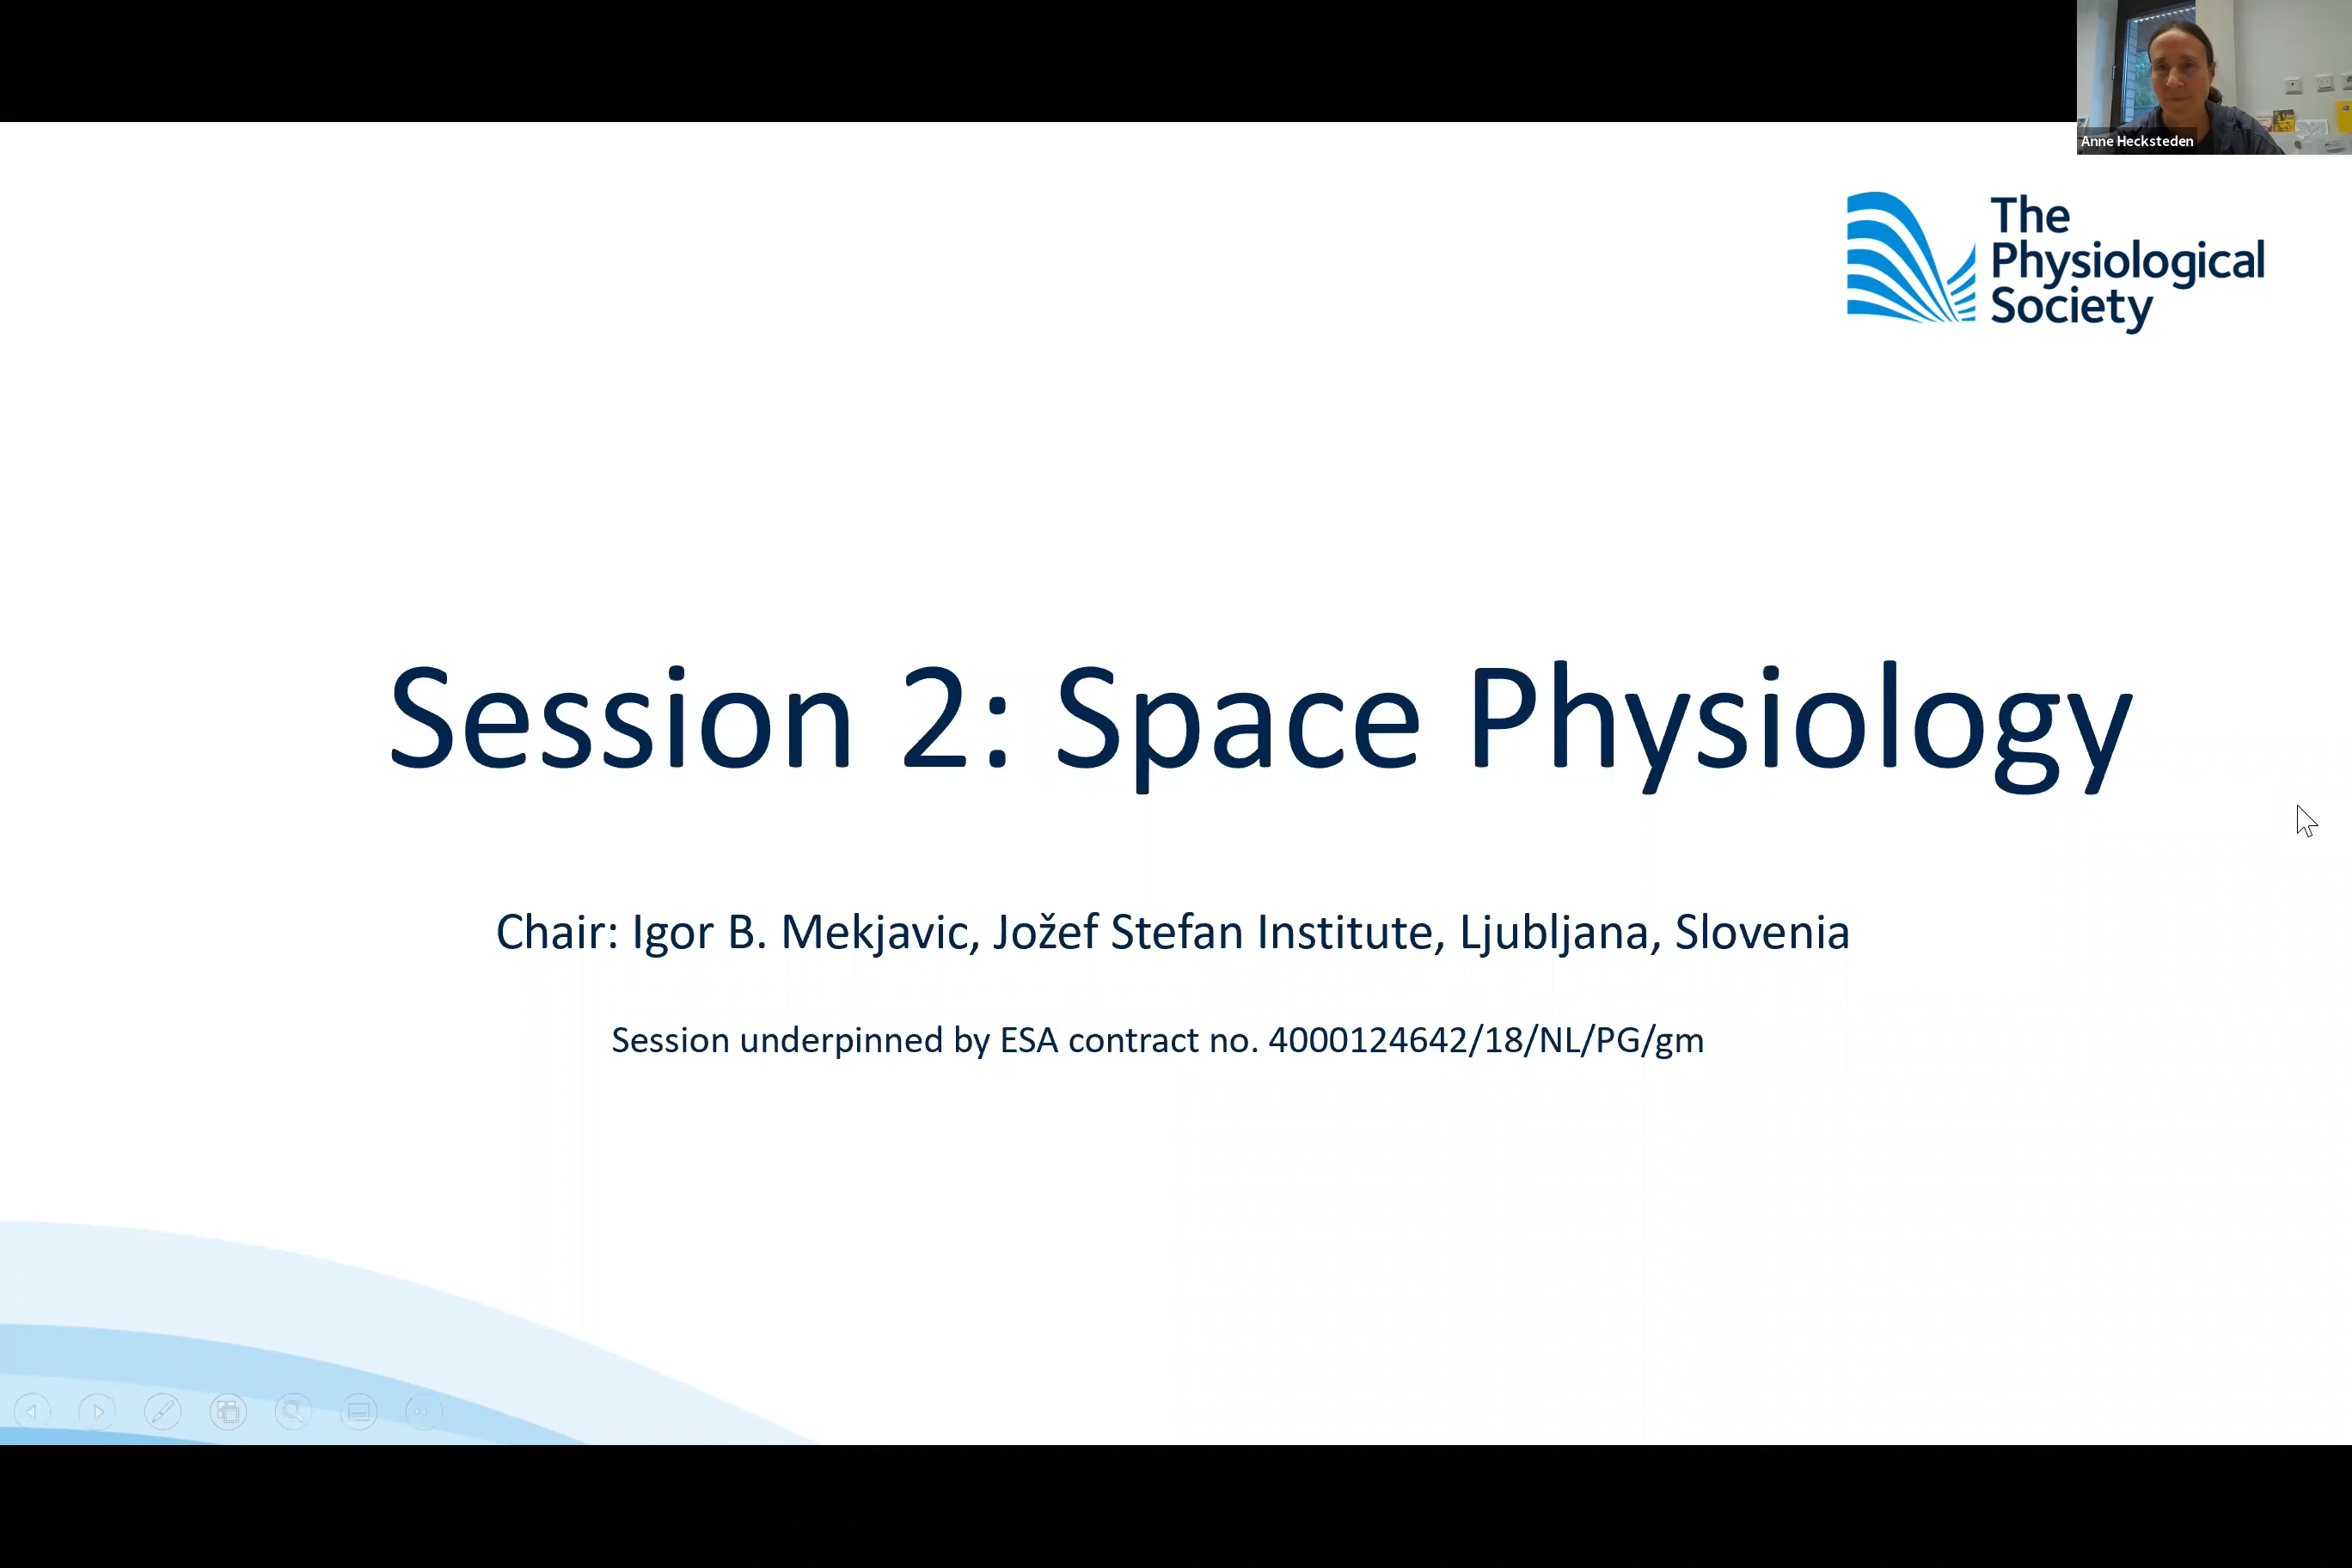 Anne Hecksteden
The
Physiological
Society
Session 2: Space Physiology
Chair: Igor B. Mekjavic, Jožef Stefan Institute, Ljubljana, Slovenia
Session underpinned by ESA contract no. 4000124642/18/NL/PG/gm